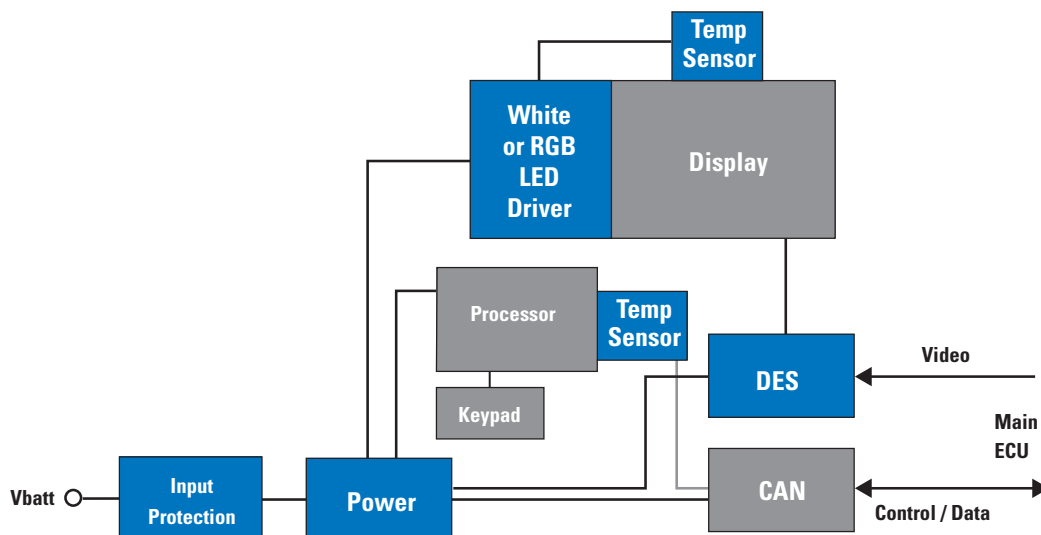 Temp
Sensor
White
or RGB
LED
Driver
Display
Processor
Temp
Sensor
Keypad
DES
Video
Main
ECU
Vbatt
Input
Protection
Power
CAN
Control / Data